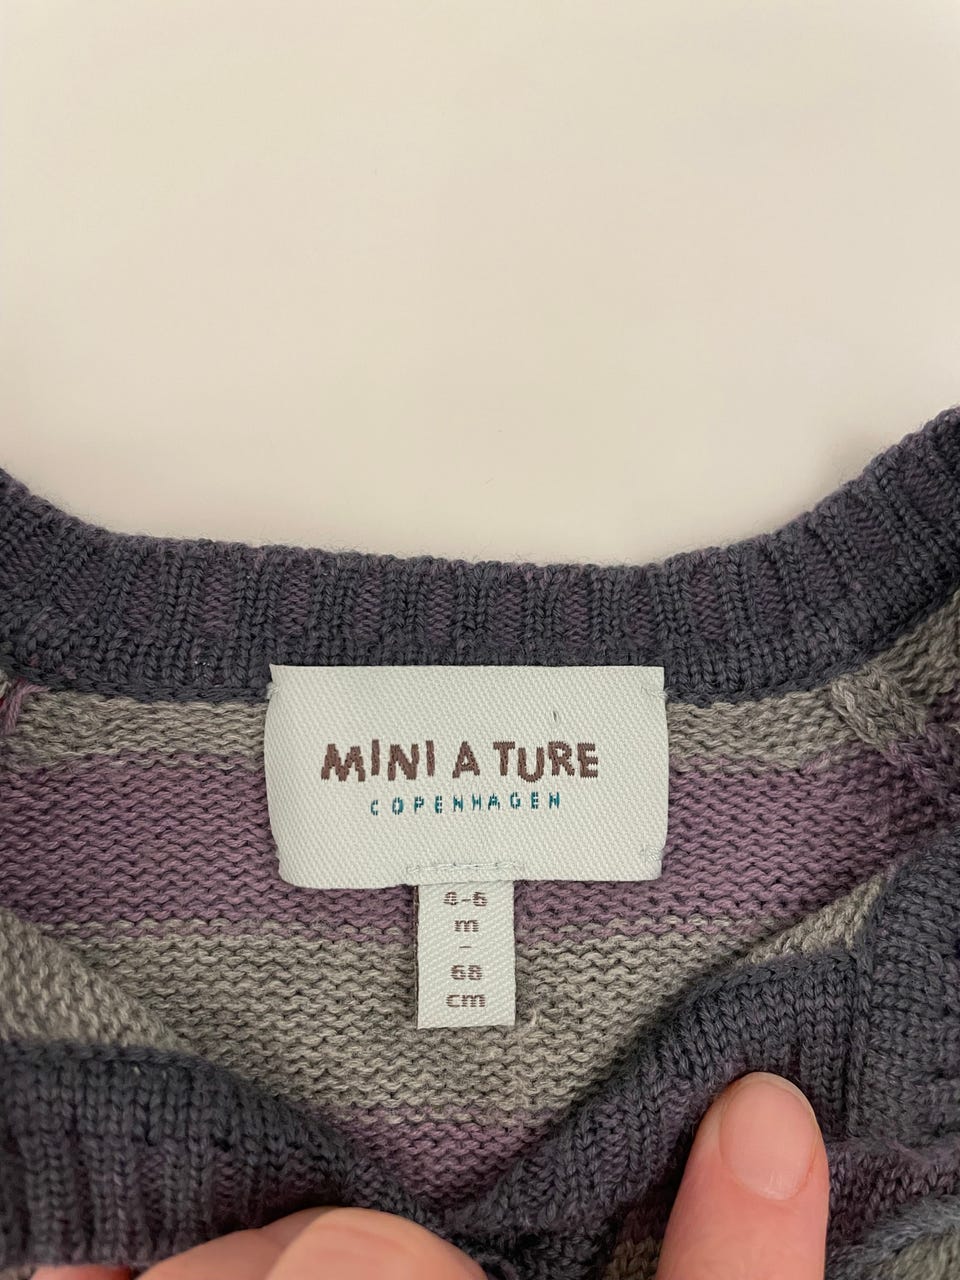 MINI A TURE
COPENHAGEN
4-6
m
-
68
cm